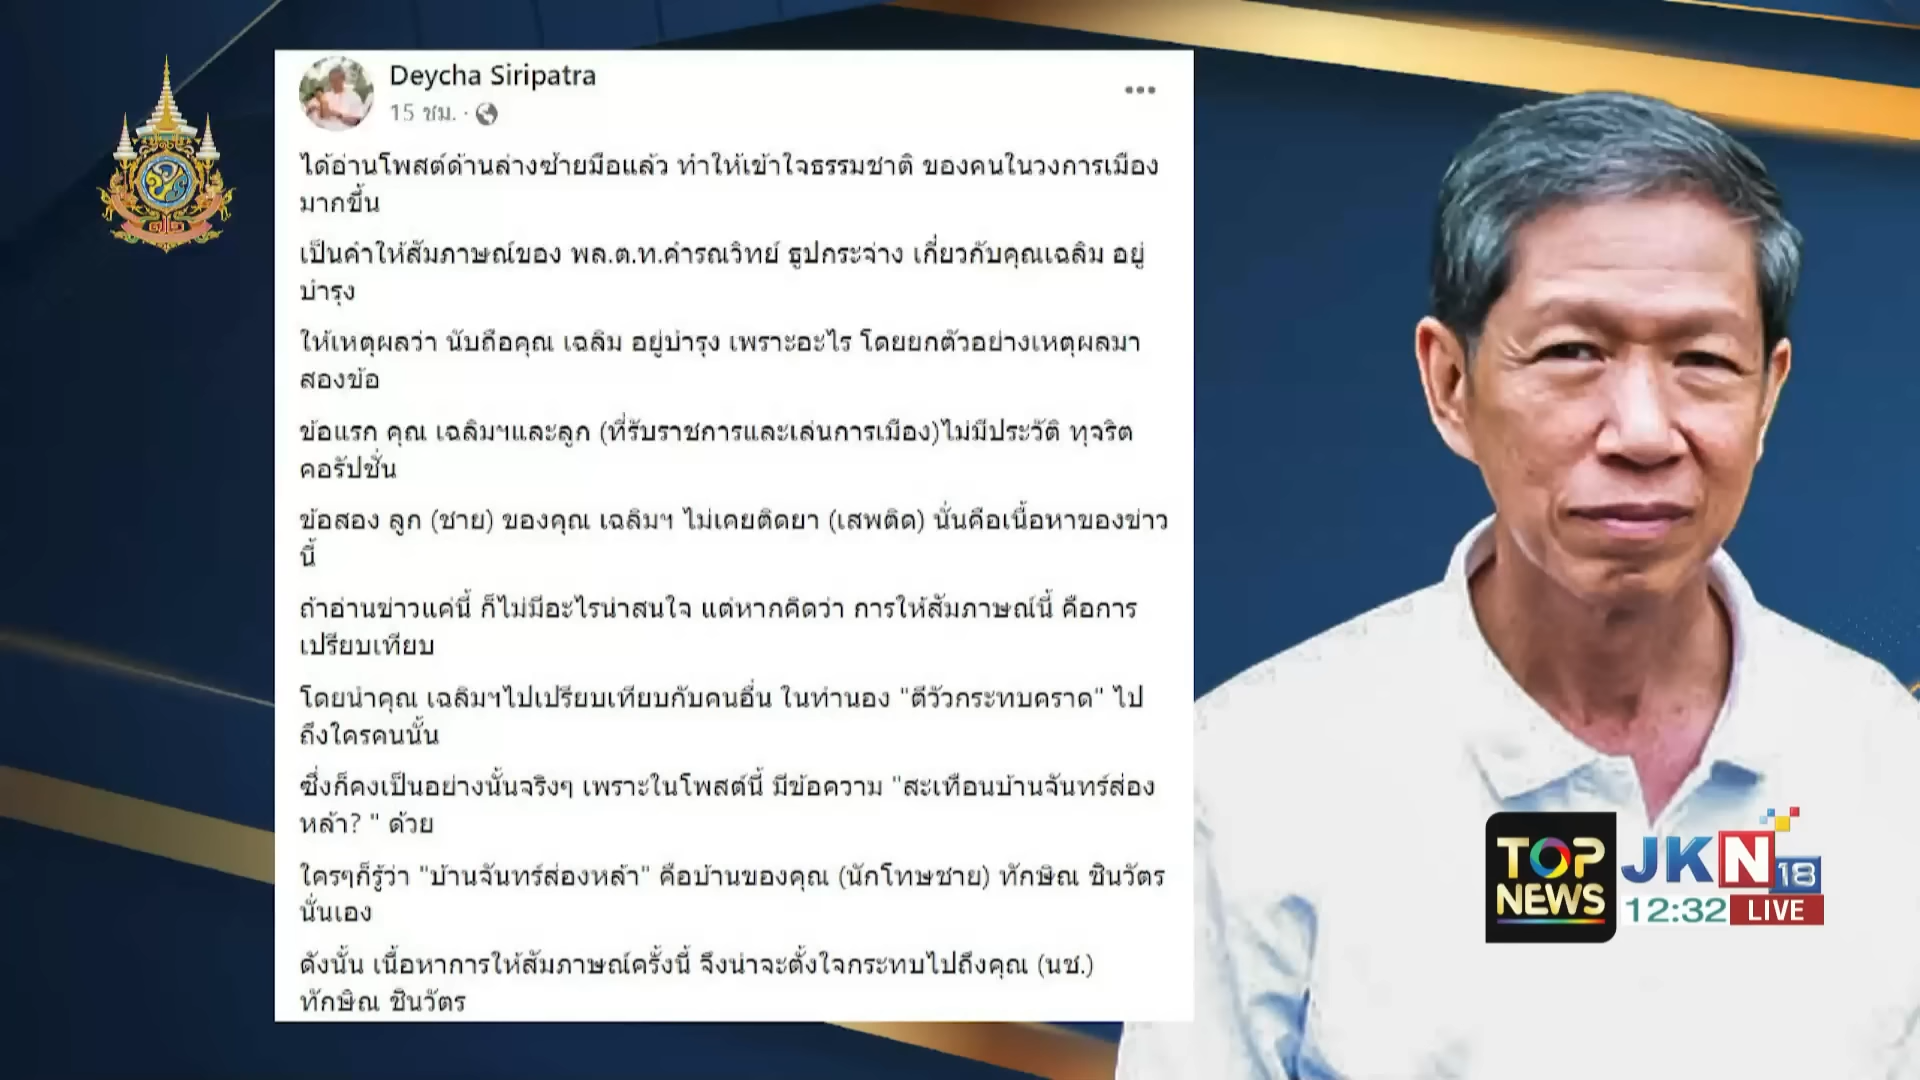 Deycha Siripatra
15 ชม. ·
ได้อ่านโพสต์ด้านล่างซ้ายมือแล้ว ทำให้เข้าใจธรรมชาติ ของคนในวงการเมือง
มากขึ้น
เป็นคำให้สัมภาษณ์ของ พล.ต.ท.คำรณวิทย์ ธูปกระจ่าง เกี่ยวกับคุณเฉลิม อยู่
บำรุง
ให้เหตุผลว่า นับถือคุณ เฉลิม อยู่บำรุง เพราะอะไร โดยยกตัวอย่างเหตุผลมา
สองข้อ
ข้อแรก คุณ เฉลิมฯและลูก (ที่รับราชการและเล่นการเมือง)ไม่มีประวัติ ทุจริต
คอรัปชั่น
ข้อสอง ลูก (ชาย) ของคุณ เฉลิมฯ ไม่เคยติดยา (เสพติด) นั่นคือเนื้อหาของข่าว
นี้
ถ้าอ่านข่าวแค่นี้ ก็ไม่มีอะไรน่าสนใจ แต่หากคิดว่า การให้สัมภาษณ์นี้ คือการ
เปรียบเทียบ
โดยนำคุณ เฉลิมฯไปเปรียบเทียบกับคนอื่น ในทำนอง "ตีวัวกระทบคราด" ไป
ถึงใครคนนั้น
ซึ่งก็คงเป็นอย่างนั้นจริงๆ เพราะในโพสต์นี้ มีข้อความ "สะเทือนบ้านจันทร์ส่อง
หล้า? " ด้วย
ใครๆก็รู้ว่า "บ้านจันทร์ส่องหล้า" คือบ้านของคุณ (นักโทษชาย) ทักษิณ ชินวัตร
นั่นเอง
ดังนั้น เนื้อหาการให้สัมภาษณ์ครั้งนี้ จึงน่าจะตั้งใจกระทบไปถึงคุณ (นช.)
ทักษิณ ชินวัตร
TOP NEWS
JKN 18
12:32 LIVE